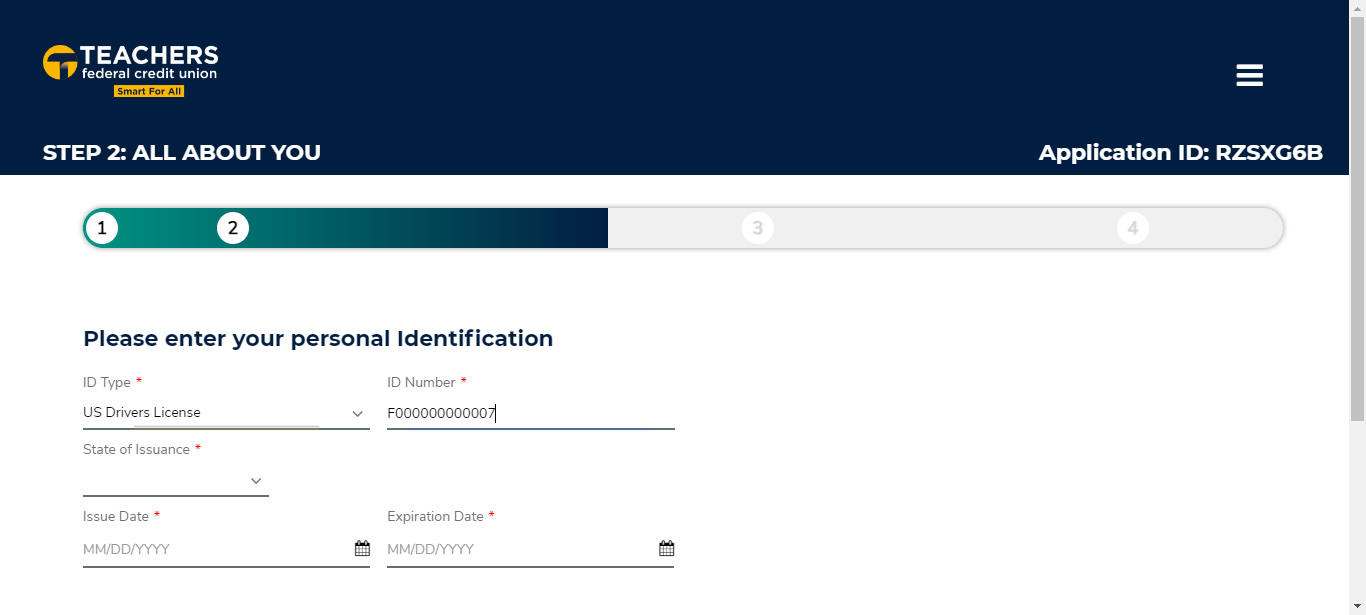 TEACHERS
federal credit union
Smart For All
STEP 2: ALL ABOUT YOU
Application ID: RZSXG6B
1
2
3
4
Please enter your personal Identification
ID Type *
ID Number *
US Drivers License
F000000000007
State of Issuance *
Issue Date *
Expiration Date *
MM/DD/YYYY
MM/DD/YYYY